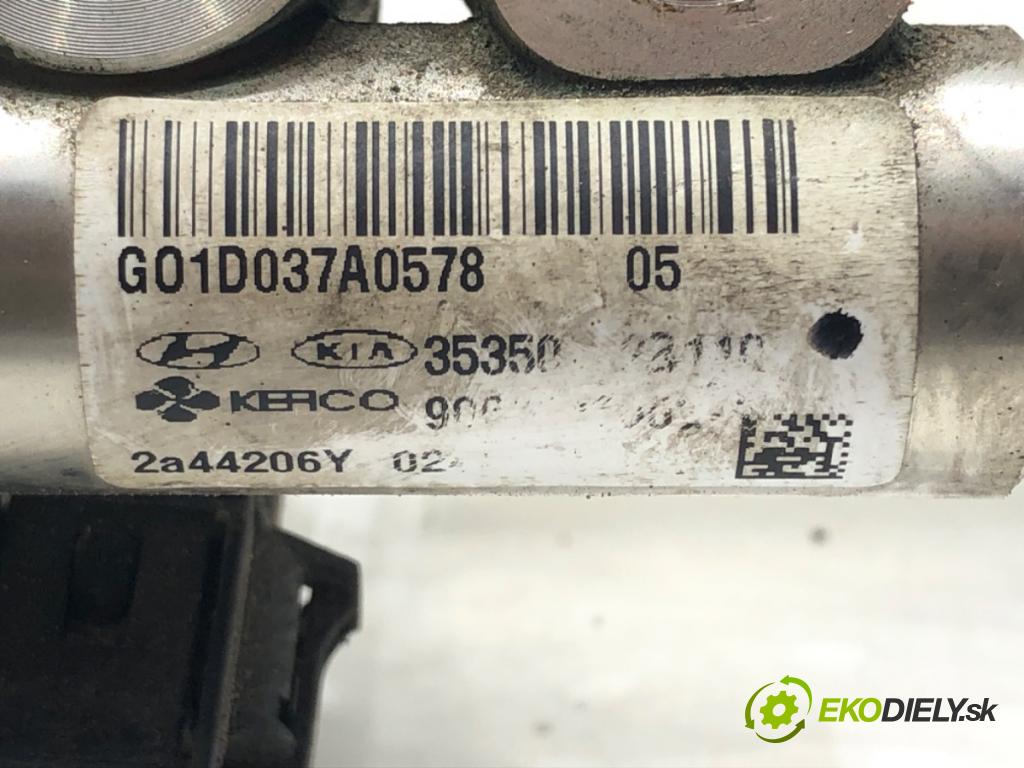 G01D037A0578 05
KIA 35350
KEFICO
2a44206Y
EKODIELY.sk